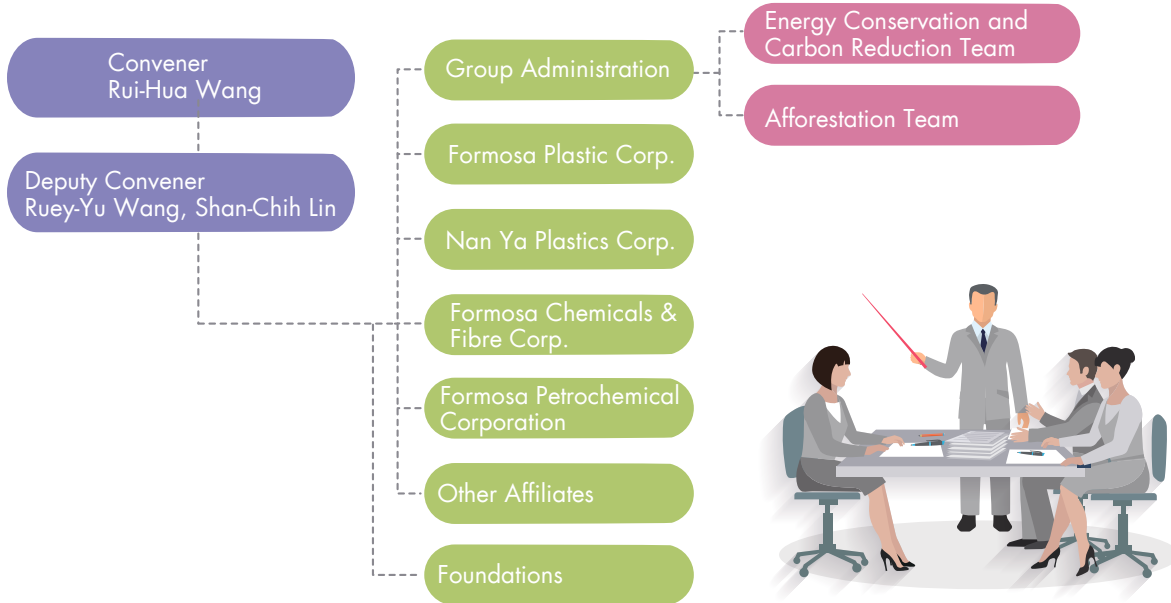 Convener
Rui-Hua Wang
Deputy Convener
Ruey-Yu Wang, Shan-Chih Lin
Group Administration
Formosa Plastic Corp.
Nan Ya Plastics Corp.
Formosa Chemicals &
Fibre Corp.
Formosa Petrochemical
Corporation
Other Affiliates
Foundations
Energy Conservation and
Carbon Reduction Team
Afforestation Team